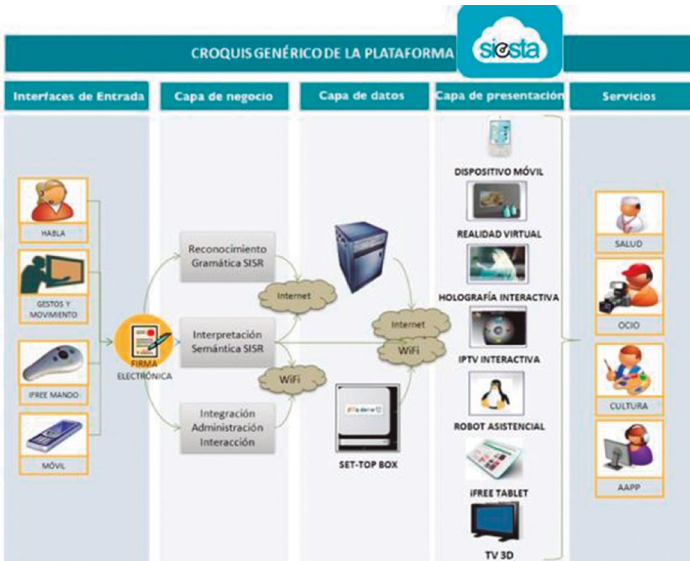 CROQUIS GENÉRICO DE LA PLATAFORMA
siesta
Interfaces de Entrada
Capa de negocio
Capa de datos
Capa de presentación
Servicios
HABLA
GESTOS Y
MOVIMIENTO
IFREE MANDO
MÓVIL
FIRMA
ELECTRÓNICA
Reconocimiento
Gramática SISR
Interpretación
Semántica SISR
Integración
Administración
Interacción
Internet
WiFi
Internet
WiFi
SET-TOP BOX
DISPOSITIVO MÓVIL
REALIDAD VIRTUAL
HOLOGRAFÍA INTERACTIVA
IPTV INTERACTIVA
ROBOT ASISTENCIAL
iFREE TABLET
TV 3D
SALUD
OCIO
CULTURA
AAPP